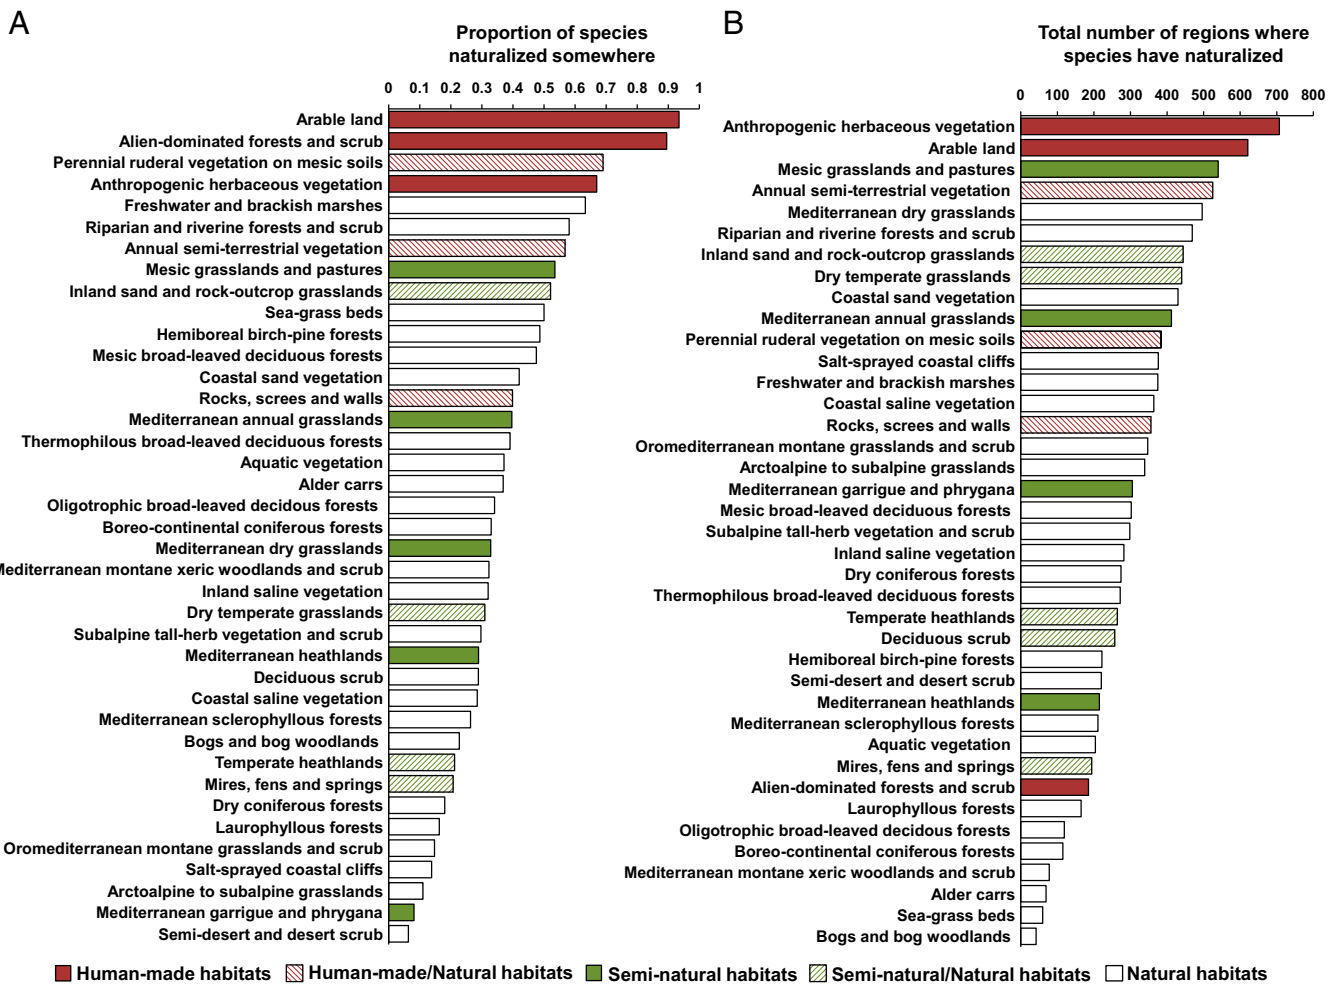 A
Proportion of species
naturalized somewhere
0 0.1 0.2 0.3 0.4 0.5 0.6 0.7 0.8 0.9 1
Arable land
Alien-dominated forests and scrub
Perennial ruderal vegetation on mesic soils
Anthropogenic herbaceous vegetation
Freshwater and brackish marshes
Riparian and riverine forests and scrub
Annual semi-terrestrial vegetation
Mesic grasslands and pastures
Inland sand and rock-outcrop grasslands
Sea-grass beds
Hemiboreal birch-pine forests
Mesic broad-leaved deciduous forests
Coastal sand vegetation
Rocks, screes and walls
Mediterranean annual grasslands
Thermophilous broad-leaved deciduous forests
Aquatic vegetation
Alder carrs
Oligotrophic broad-leaved decidous forests
Boreo-continental coniferous forests
Mediterranean dry grasslands
Mediterranean montane xeric woodlands and scrub
Inland saline vegetation
Dry temperate grasslands
Subalpine tall-herb vegetation and scrub
Mediterranean heathlands
Deciduous scrub
Coastal saline vegetation
Mediterranean sclerophyllous forests
Bogs and bog woodlands
Temperate heathlands
Mires, fens and springs
Dry coniferous forests
Laurophyllous forests
Oromediterranean montane grasslands and scrub
Salt-sprayed coastal cliffs
Arctoalpine to subalpine grasslands
Mediterranean garrigue and phrygana
Semi-desert and desert scrub
B
Total number of regions where
species have naturalized
0 100 200 300 400 500 600 700 800
Anthropogenic herbaceous vegetation
Arable land
Mesic grasslands and pastures
Annual semi-terrestrial vegetation
Mediterranean dry grasslands
Riparian and riverine forests and scrub
Inland sand and rock-outcrop grasslands
Dry temperate grasslands
Coastal sand vegetation
Mediterranean annual grasslands
Perennial ruderal vegetation on mesic soils
Salt-sprayed coastal cliffs
Freshwater and brackish marshes
Coastal saline vegetation
Rocks, screes and walls
Oromediterranean montane grasslands and scrub
Arctoalpine to subalpine grasslands
Mediterranean garrigue and phrygana
Mesic broad-leaved deciduous forests
Subalpine tall-herb vegetation and scrub
Inland saline vegetation
Dry coniferous forests
Thermophilous broad-leaved deciduous forests
Temperate heathlands
Deciduous scrub
Hemiboreal birch-pine forests
Semi-desert and desert scrub
Mediterranean heathlands
Mediterranean sclerophyllous forests
Aquatic vegetation
Mires, fens and springs
Alien-dominated forests and scrub
Laurophyllous forests
Oligotrophic broad-leaved decidous forests
Boreo-continental coniferous forests
Mediterranean montane xeric woodlands and scrub
Alder carrs
Sea-grass beds
Bogs and bog woodlands
Human-made habitats Human-made/Natural habitats Semi-natural habitats Semi-natural/Natural habitats Natural habitats